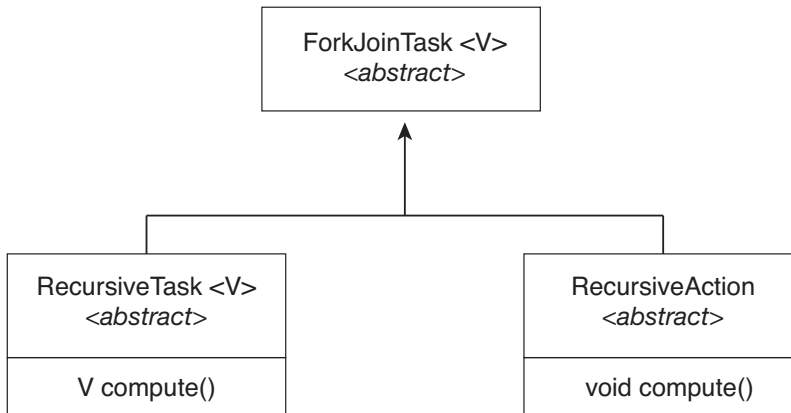 ForkJoinTask <V>
<abstract>
RecursiveTask <V>
<abstract>
V compute()
RecursiveAction
<abstract>
void compute()